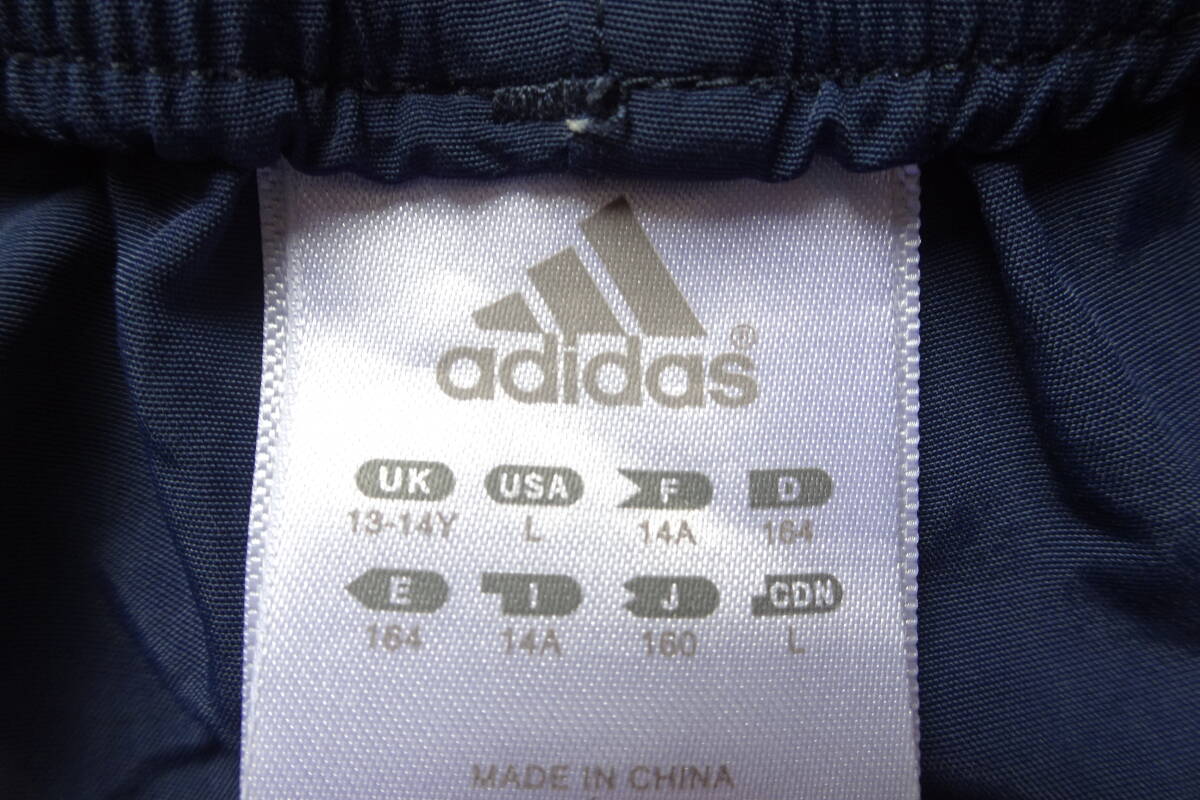 adidas®
UK USA F D
13-14Y L 14A 164
E I J CDN
164 14A 160 L
MADE IN CHINA